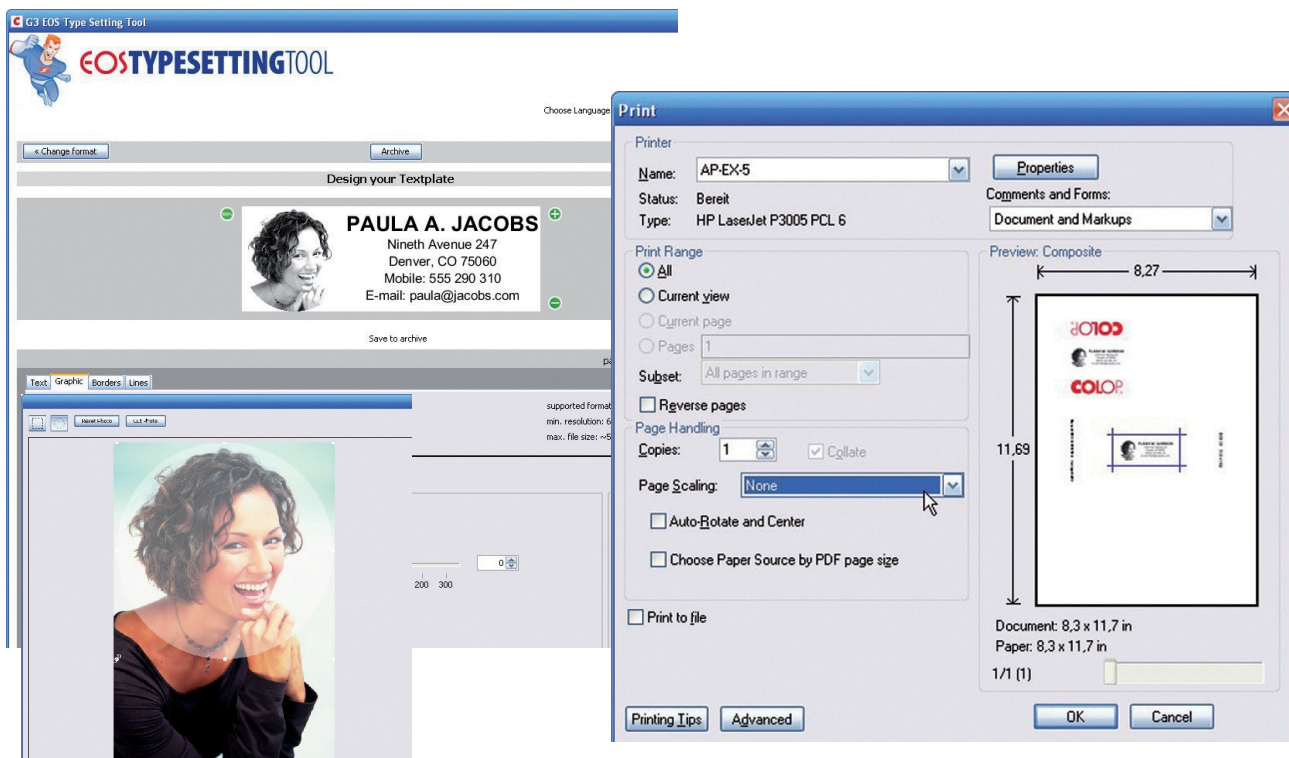 G3 EOS Type Setting Tool
EOSTYPESETTINGTOOL
Choose Language
« Change format
Archive
Design your Textplate
PAULA A. JACOBS
Nineth Avenue 247
Denver, CO 75060
Mobile: 555 290 310
E-mail: paula@jacobs.com
Save to archive
pa
Text Graphic Borders Lines
supported format
min. resolution: 6
max. file size: ~5
0
200 300
Print
Printer
Name: AP-EX-5
Properties
Status: Bereit
Comments and Forms:
Type: HP LaserJet P3005 PCL 6
Document and Markups
Print Range
All
Current view
Current page
Pages 1
Subset: All pages in range
Reverse pages
Page Handling
Copies: 1 Collate
Page Scaling: None
Auto-Rotate and Center
Choose Paper Source by PDF page size
Print to file
Printing Tips Advanced
Preview: Composite
8,27
COLOP
COLOP
11,69
Document: 8,3 x 11,7 in
Paper: 8,3 x 11,7 in
1/1 (1)
OK Cancel